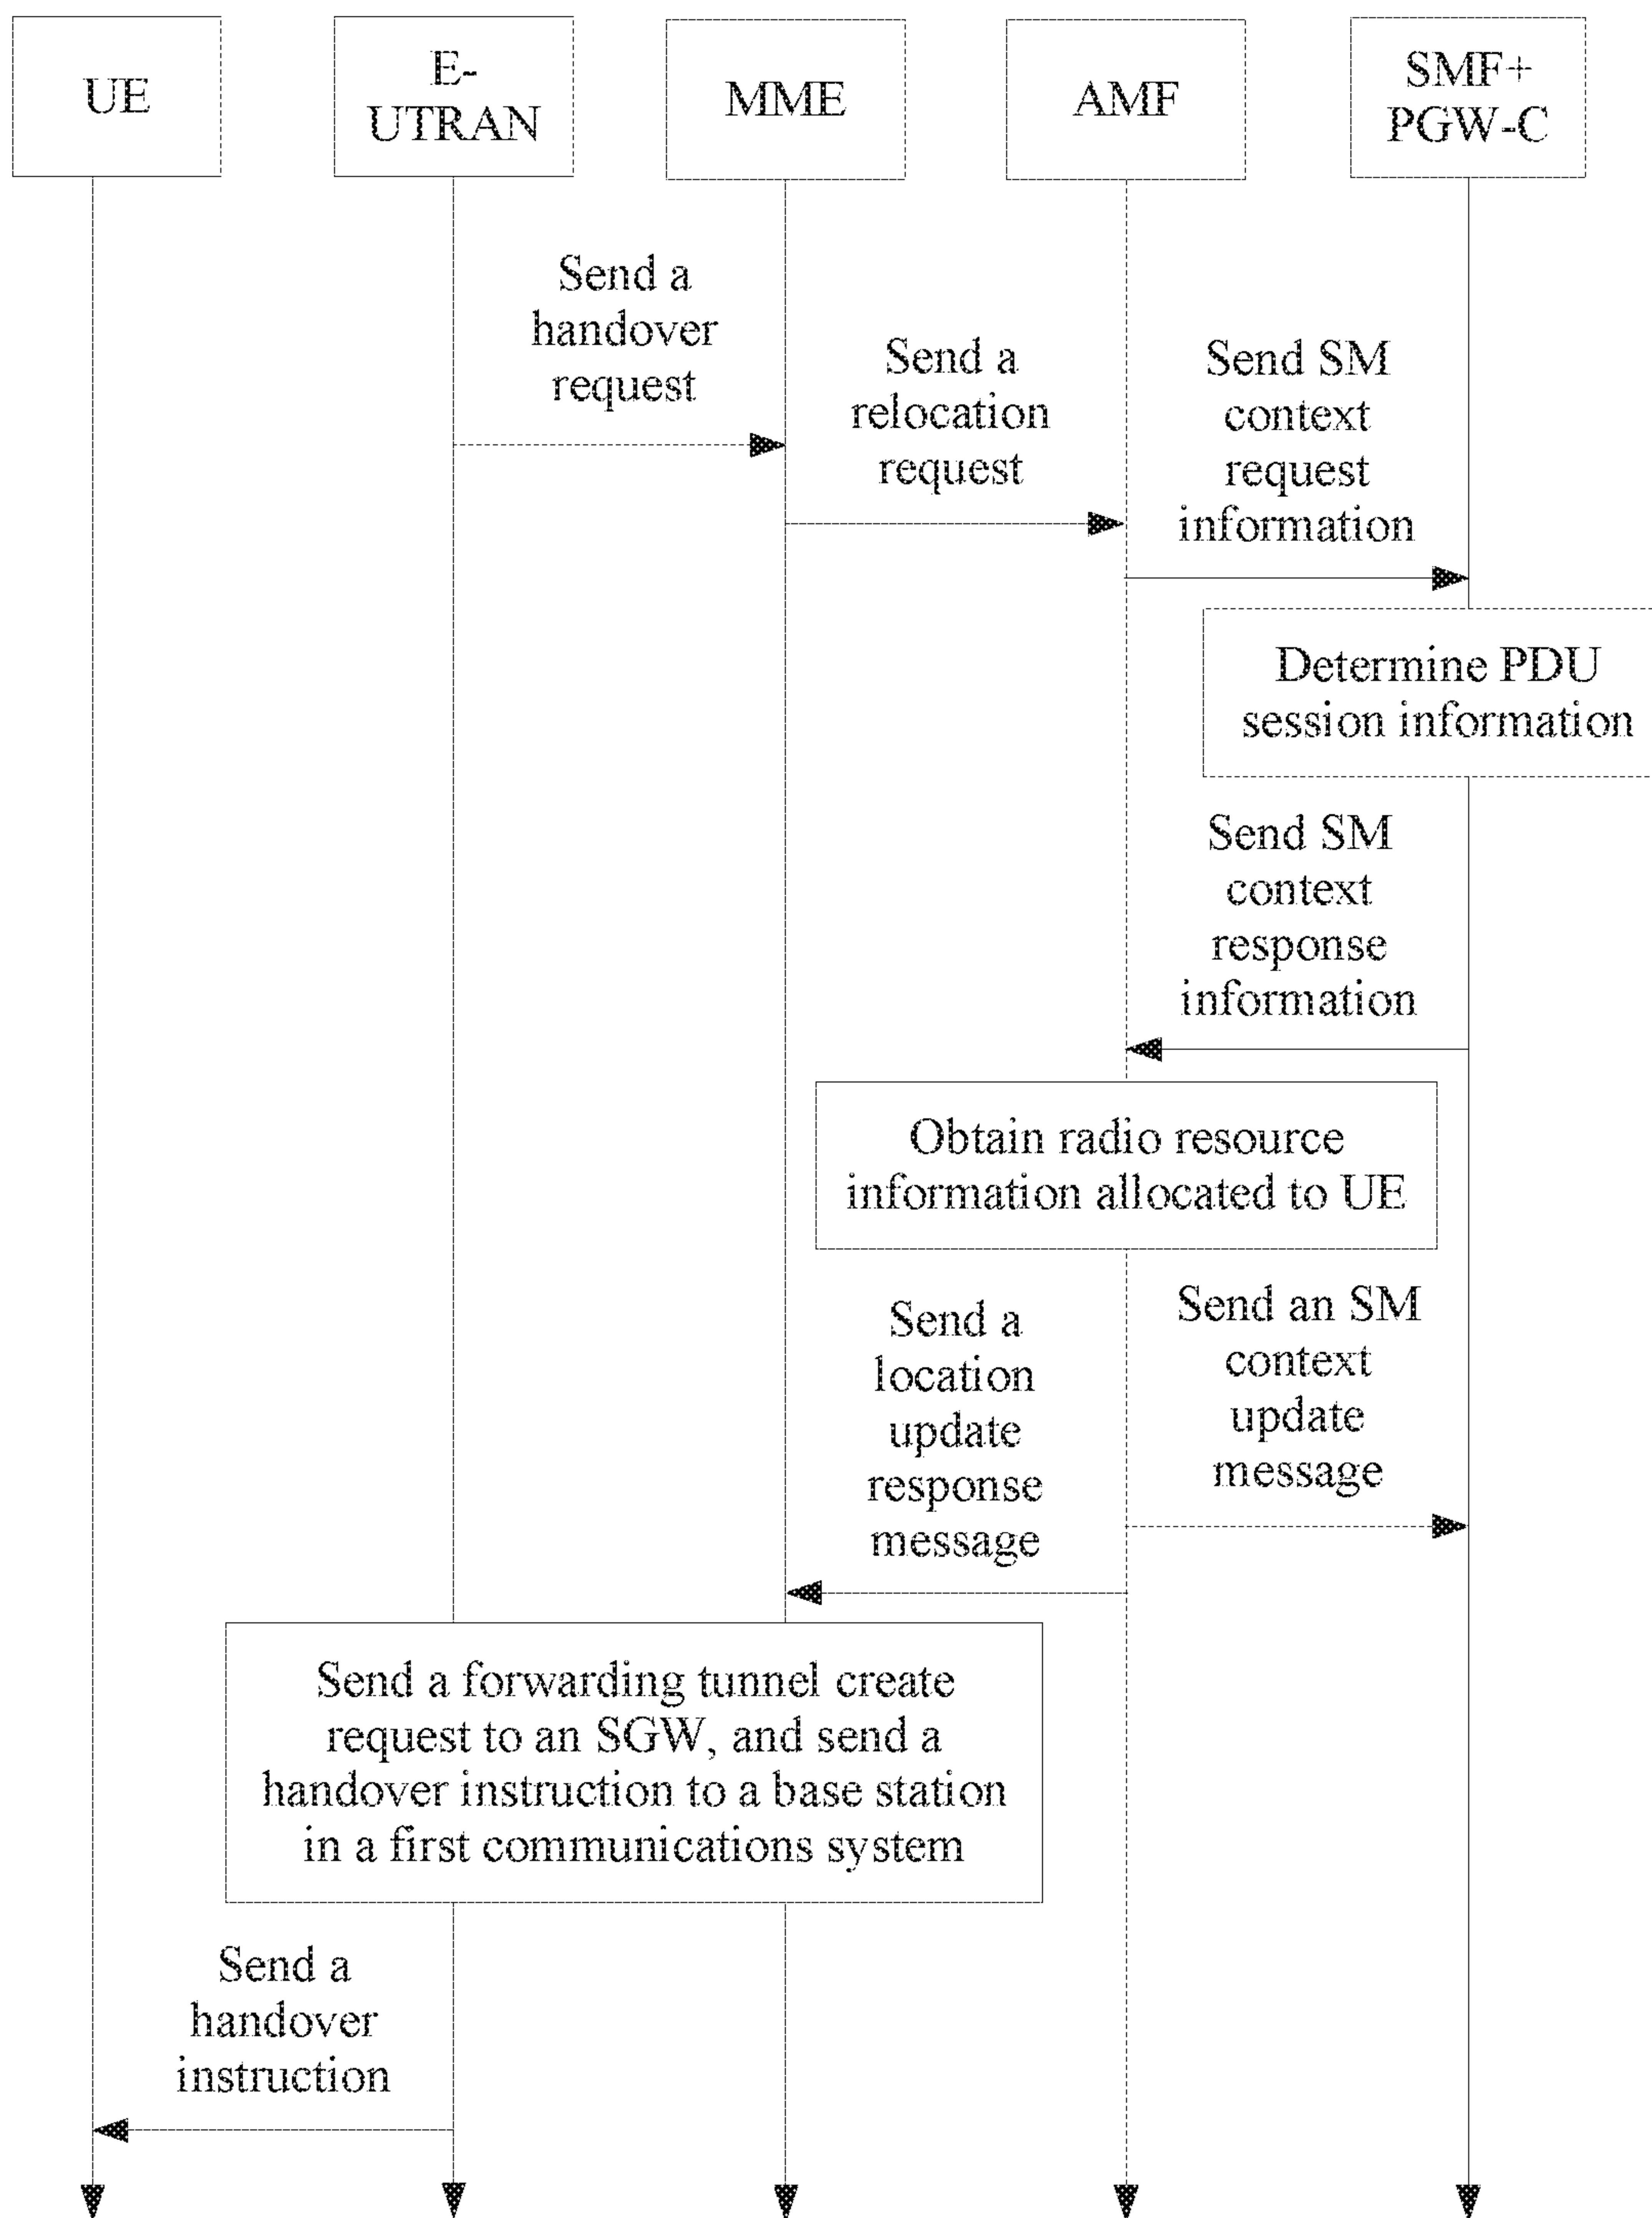 UE
E-
UTRAN
MME
AMF
SMF+
PGW-C
Send a
handover
request
Send a
relocation
request
Send SM
context
request
information
Determine PDU
session information
Send SM
context
response
information
Obtain radio resource
information allocated to UE
Send a
location
update
response
message
Send an SM
context
update
message
Send a forwarding tunnel create
request to an SGW, and send a
handover instruction to a base station
in a first communications system
Send a
handover
instruction